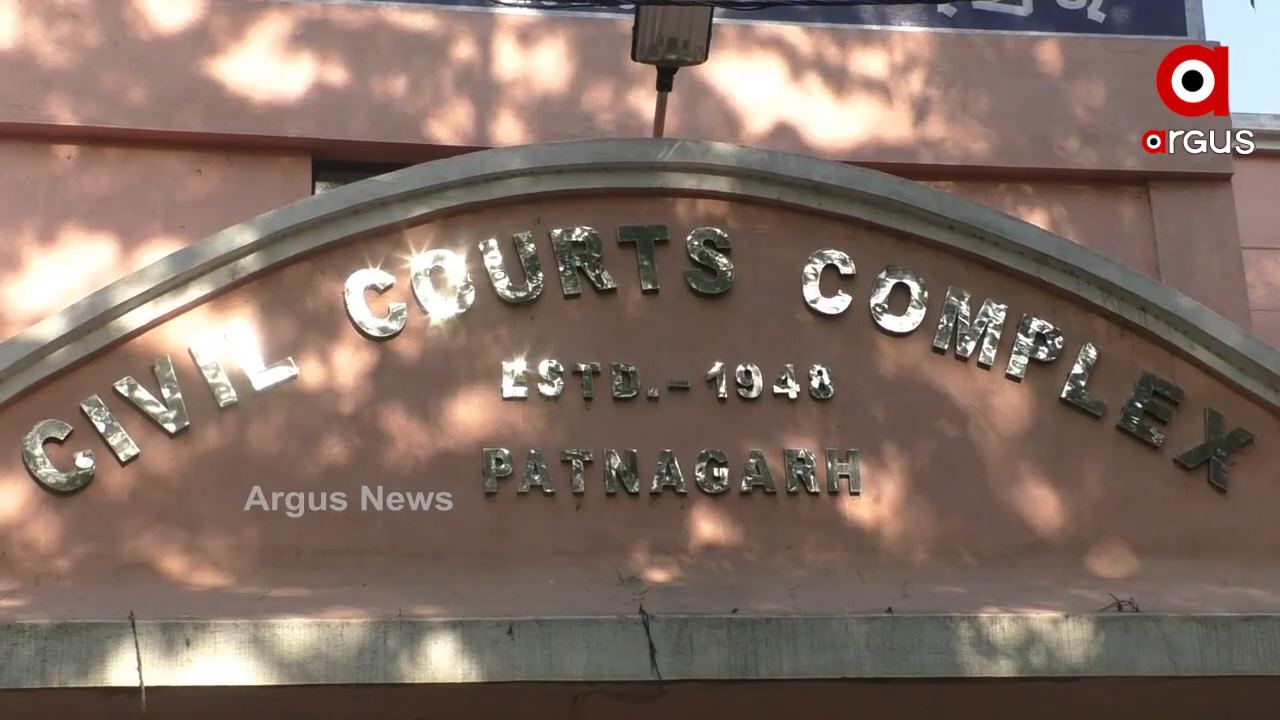 argus
CIVIL COURTS COMPLEX
ESTD.-1948
PATNAGARH
Argus News